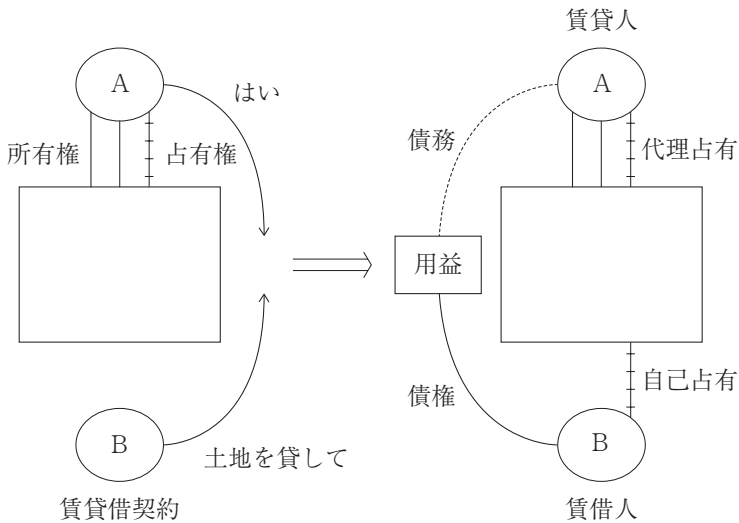 賃貸人
A
A
はい
債務
所有権
占有権
代理占有
用益
自己占有
債権
B
B
土地を貸して
賃貸借契約
賃借人